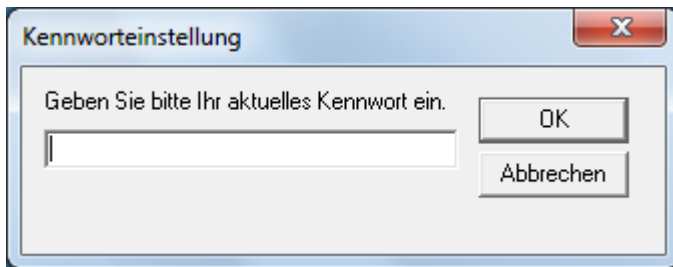 Kennworteinstellung
Geben Sie bitte Ihr aktuelles Kennwort ein.
OK
Abbrechen